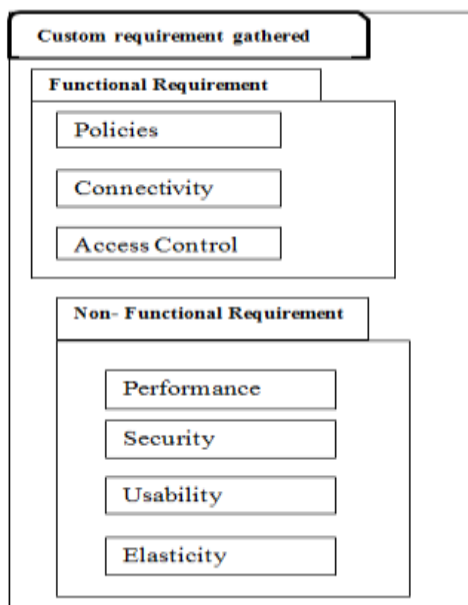 Custom requirement gathered
Functional Requirement
Policies
Connectivity
Access Control
Non- Functional Requirement
Performance
Security
Usability
Elasticity